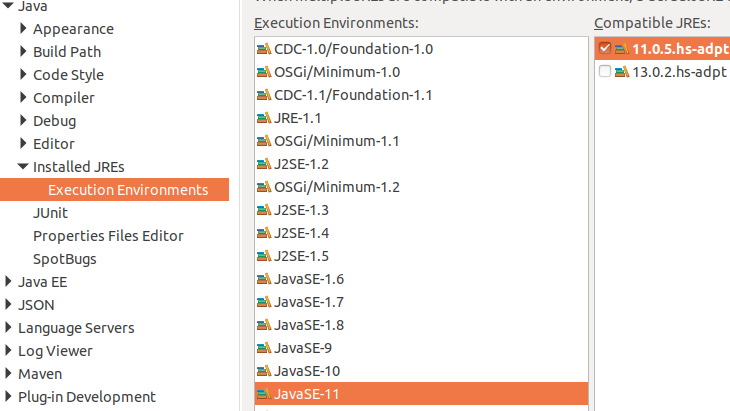 Java
Appearance
Build Path
Code Style
Compiler
Debug
Editor
Installed JREs
Execution Environments
JUnit
Properties Files Editor
SpotBugs
Java EE
JSON
Language Servers
Log Viewer
Maven
Plug-in Development
Execution Environments:
CDC-1.0/Foundation-1.0
OSGi/Minimum-1.0
CDC-1.1/Foundation-1.1
JRE-1.1
OSGi/Minimum-1.1
J2SE-1.2
OSGi/Minimum-1.2
J2SE-1.3
J2SE-1.4
J2SE-1.5
JavaSE-1.6
JavaSE-1.7
JavaSE-1.8
JavaSE-9
JavaSE-10
JavaSE-11
Compatible JREs:
11.0.5.hs-adpt
13.0.2.hs-adpt